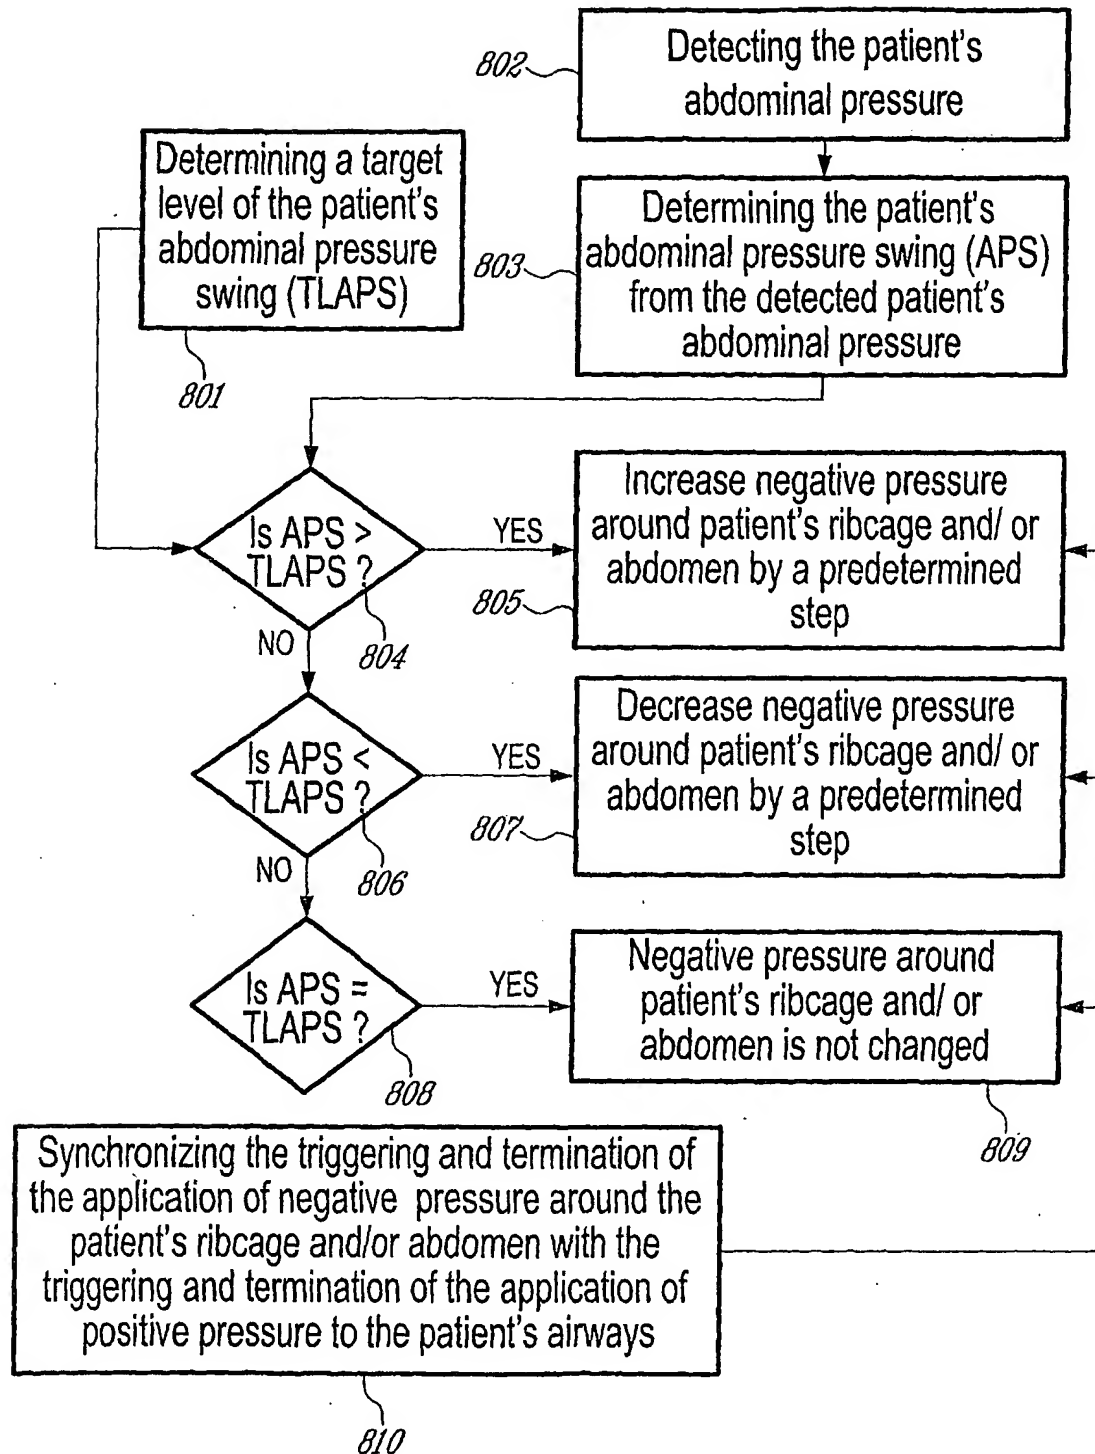 802
Detecting the patient's
abdominal pressure
Determining a target
level of the patient's
abdominal pressure
swing (TLAPS)
801
803
Determining the patient's
abdominal pressure swing (APS)
from the detected patient's
abdominal pressure
Is APS >
TLAPS ?
804
YES
NO
805
Increase negative pressure
around patient's ribcage and/ or
abdomen by a predetermined
step
Is APS <
TLAPS ?
806
YES
NO
807
Decrease negative pressure
around patient's ribcage and/ or
abdomen by a predetermined
step
Is APS =
TLAPS ?
808
YES
Negative pressure around
patient's ribcage and/ or
abdomen is not changed
809
Synchronizing the triggering and termination of
the application of negative pressure around the
patient's ribcage and/or abdomen with the
triggering and termination of the application of
positive pressure to the patient's airways
810